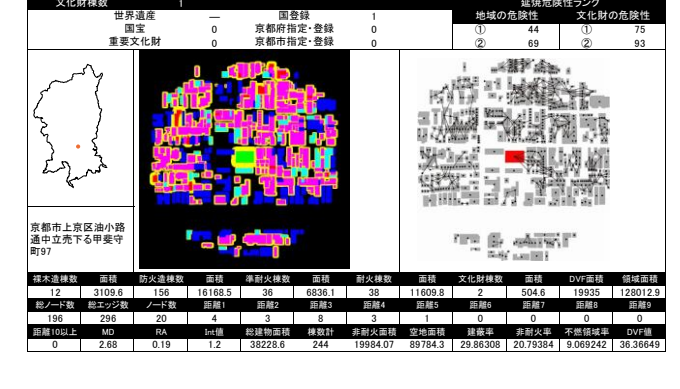 文化財棟数 1 延焼危険性ランク
世界遺産 ― 国登録 1 地域の危険性 文化財の危険性
国宝 0 京都府指定・登録 0 ① 44 ① 75
重要文化財 0 京都市指定・登録 0 ② 69 ② 93
京都市上京区油小路
通中立売下る甲斐守
町97
裸木造棟数 面積 防火造棟数 面積 準耐火棟数 面積 耐火棟数 面積 文化財棟数 面積 DVF面積 領域面積
12 3109.6 156 16168.5 36 6836.1 38 11609.8 2 504.6 19935 128012.9
総ノード数 総エッジ数 ノード数 距離1 距離2 距離3 距離4 距離5 距離6 距離7 距離8 距離9
196 296 20 4 3 8 3 1 0 0 0 0
距離10以上 MD RA Int値 総建物面積 棟数計 非耐火面積 空地面積 建蔽率 非耐火率 不燃領域率 DVF値
0 2.68 0.19 1.2 38228.6 244 19984.07 89784.3 29.86308 20.79384 9.069242 36.36649